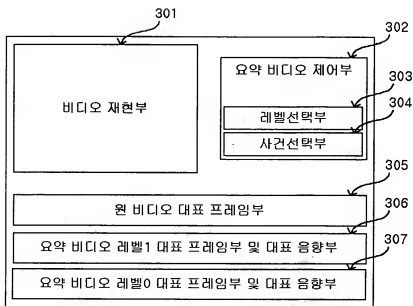 301
302
요약 비디오 제어부
303
비디오 재현부
304
레벨선택부
사건선택부
305
원 비디오 대표 프레임부
306
요약 비디오 레벨1 대표 프레임부 및 대표 음향부
307
요약 비디오 레벨0 대표 프레임부 및 대표 음향부